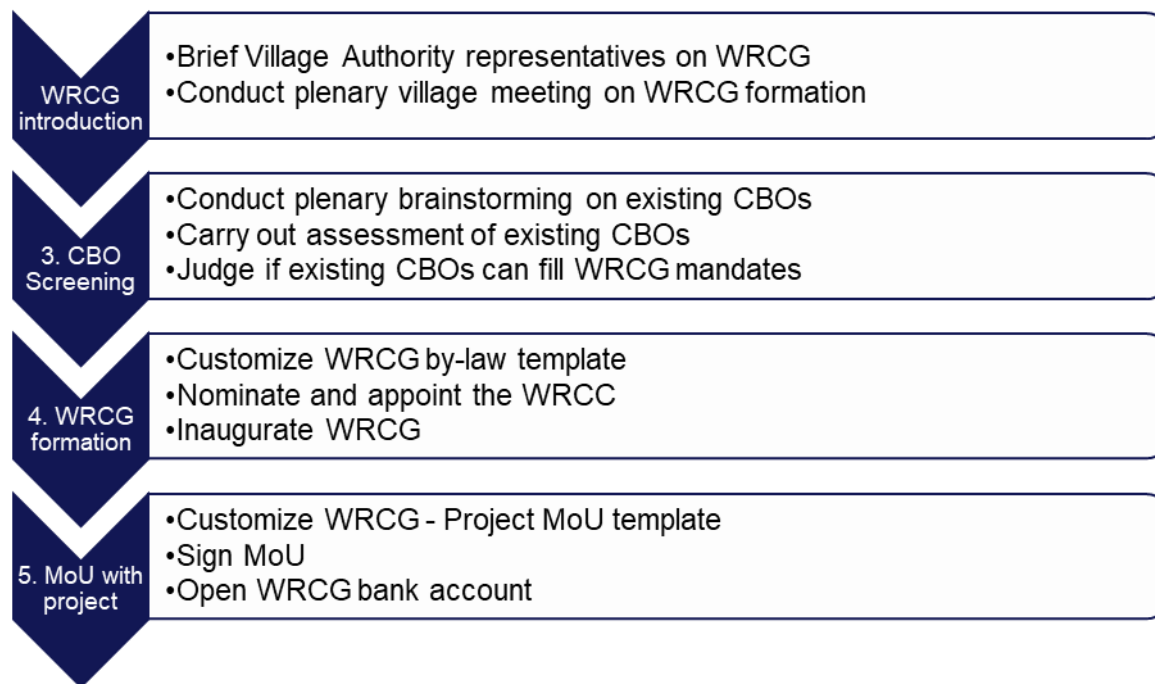 WRCG
introduction
•Brief Village Authority representatives on WRCG
•Conduct plenary village meeting on WRCG formation
3. CBO
Screening
•Conduct plenary brainstorming on existing CBOs
•Carry out assessment of existing CBOs
•Judge if existing CBOs can fill WRCG mandates
4. WRCG
formation
•Customize WRCG by-law template
•Nominate and appoint the WRCC
•Inaugurate WRCG
5. MoU with
project
•Customize WRCG - Project MoU template
•Sign MoU
•Open WRCG bank account